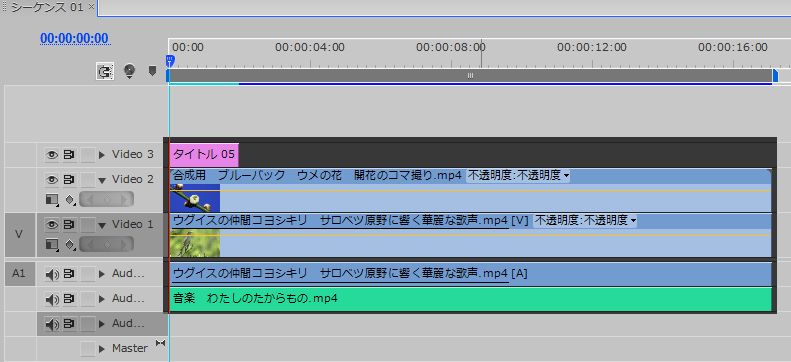 シーケンス 01 ×
00:00:00:00
00:00 00:00:04:00 00:00:08:00 00:00:12:00 00:00:16:00
Video 3 タイトル 05
Video 2 合成用　ブルーバック　ウメの花　開花のコマ撮り.mp4 不透明度:不透明度
V Video 1 ウグイスの仲間コヨシキリ　サロベツ原野に響く華麗な歌声.mp4 [V] 不透明度:不透明度
A1 Aud... ウグイスの仲間コヨシキリ　サロベツ原野に響く華麗な歌声.mp4 [A]
Aud... 音楽　わたしのたからもの.mp4
Aud...
Master